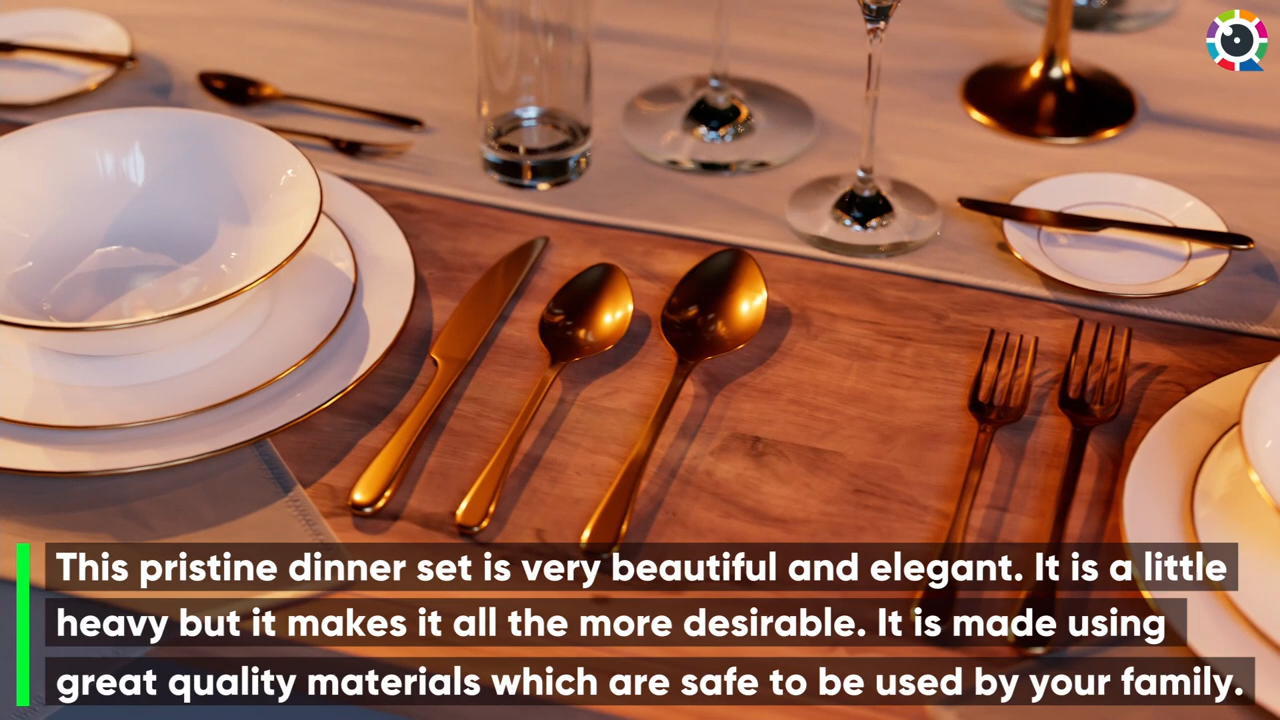 This pristine dinner set is very beautiful and elegant. It is a little
heavy but it makes it all the more desirable. It is made using
great quality materials which are safe to be used by your family.